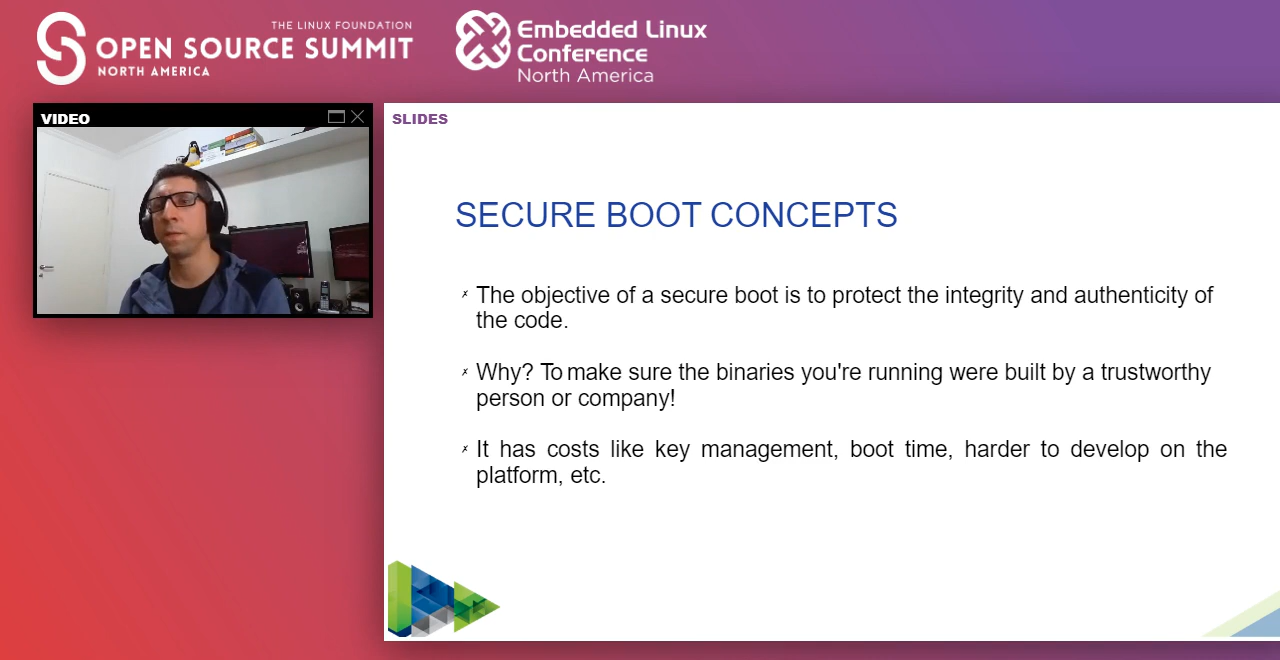 THE LINUX FOUNDATION
OPEN SOURCE SUMMIT
NORTH AMERICA
Embedded Linux
Conference
North America
VIDEO
SLIDES
SECURE BOOT CONCEPTS
✗ The objective of a secure boot is to protect the integrity and authenticity of
the code.
✗ Why? To make sure the binaries you're running were built by a trustworthy
person or company!
✗ It has costs like key management, boot time, harder to develop on the
platform, etc.